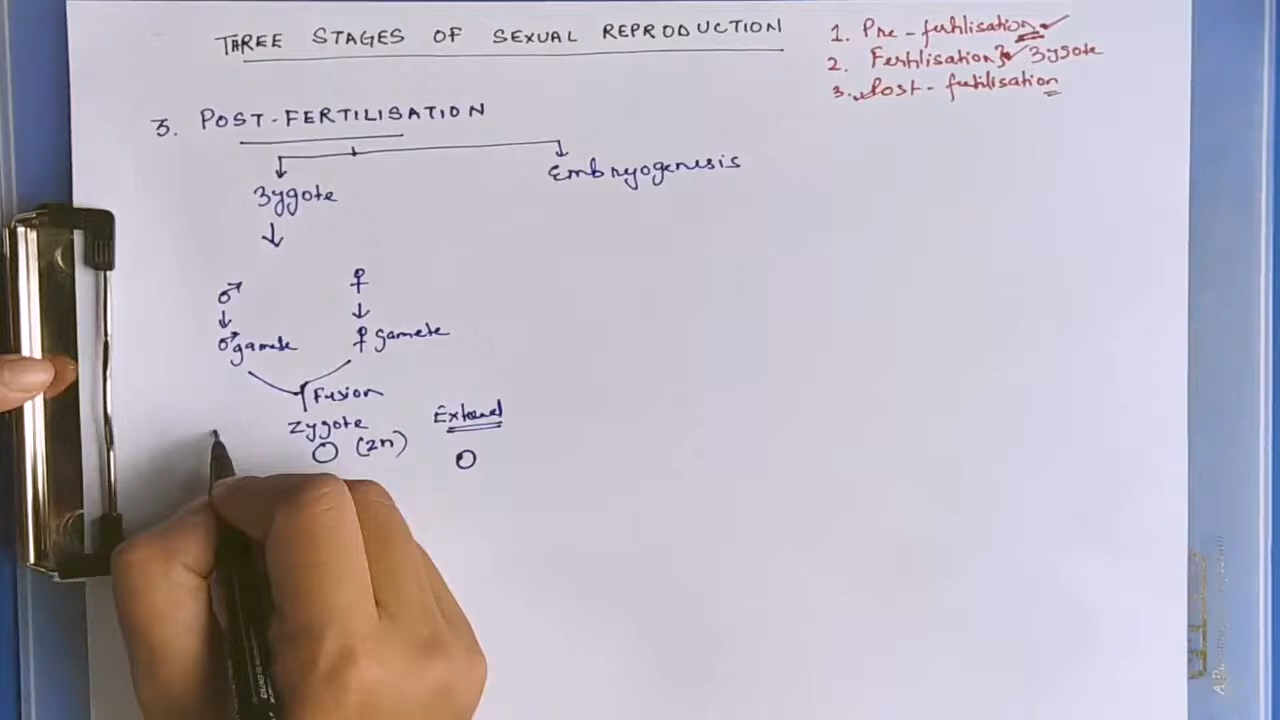 THREE STAGES OF SEXUAL REPRODUCTION
1. Pre-fertilisation
2. Fertilisation} Zygote
3. Post-fertilisation
3. POST-FERTILISATION
Zygote
Embryogenesis
♂ ♀
♂gamete ♀ gamete
Fusion
Zygote
(2n)
External